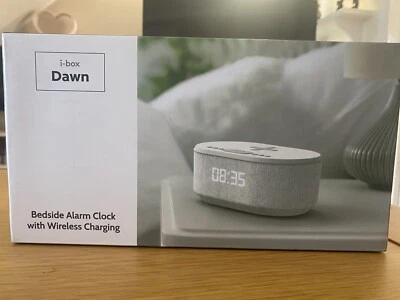 i-box
Dawn
08:35
Bedside Alarm Clock
with Wireless Charging